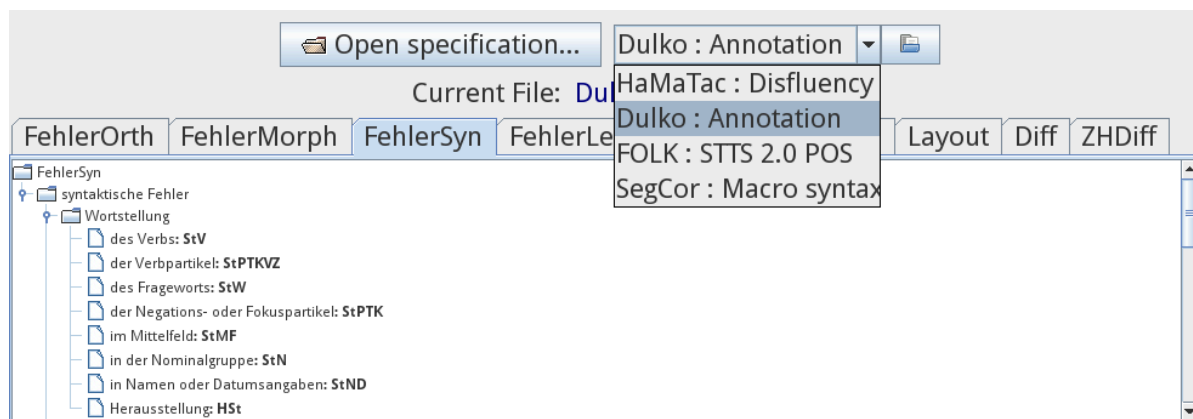 Open specification...
Dulko : Annotation
Current File: Dul
HaMaTac : Disfluency
Dulko : Annotation
FOLK : STTS 2.0 POS
SegCor : Macro syntax
FehlerOrth FehlerMorph FehlerSyn FehlerLe Layout Diff ZHDiff
FehlerSyn
syntaktische Fehler
Wortstellung
des Verbs: StV
der Verbpartikel: StPTKVZ
des Frageworts: StW
der Negations- oder Fokuspartikel: StPTK
im Mittelfeld: StMF
in der Nominalgruppe: StN
in Namen oder Datumsangaben: StND
Herausstellung: HSt